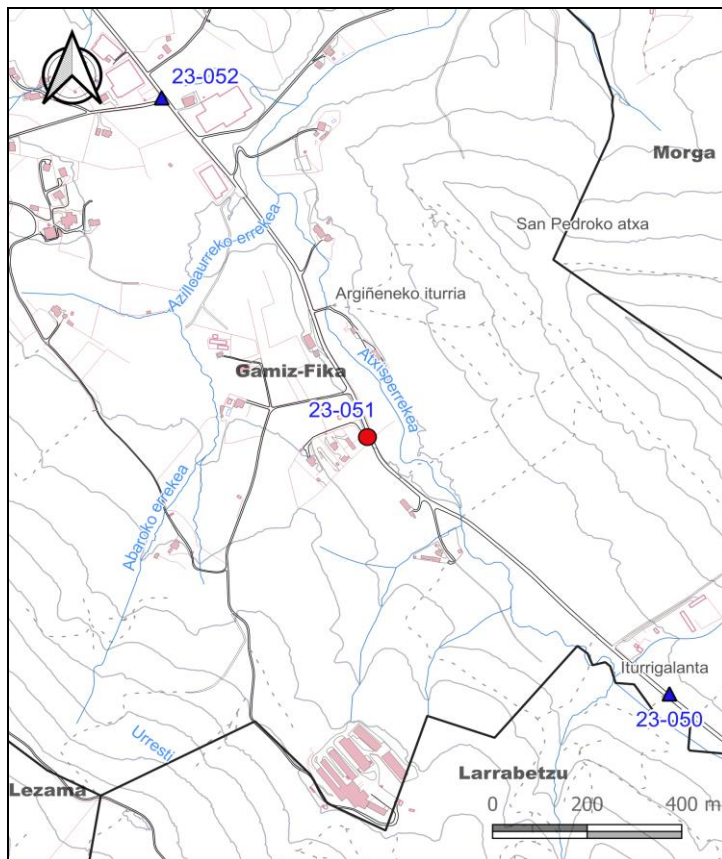 23-052
Morga
San Pedroko atxa
Azilloaurreko errekea
Argiñeneko iturria
Atxisperrekea
Gamiz-Fika
23-051
Abaroko errekea
Iturrigalanta
23-050
Urresti
Lezama
Larrabetzu
0 200 400 m